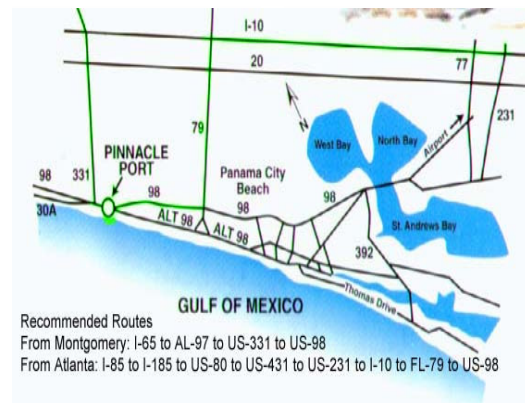 I-10
20
77
231
79
N
West Bay
North Bay
Airport
PINNACLE
PORT
98
331
98
Panama City
Beach
98
98
30A
ALT 98
ALT 98
St. Andrews Bay
392
Thomas Drive
GULF OF MEXICO
Recommended Routes
From Montgomery: I-65 to AL-97 to US-331 to US-98
From Atlanta: I-85 to I-185 to US-80 to US-431 to US-231 to I-10 to FL-79 to US-98